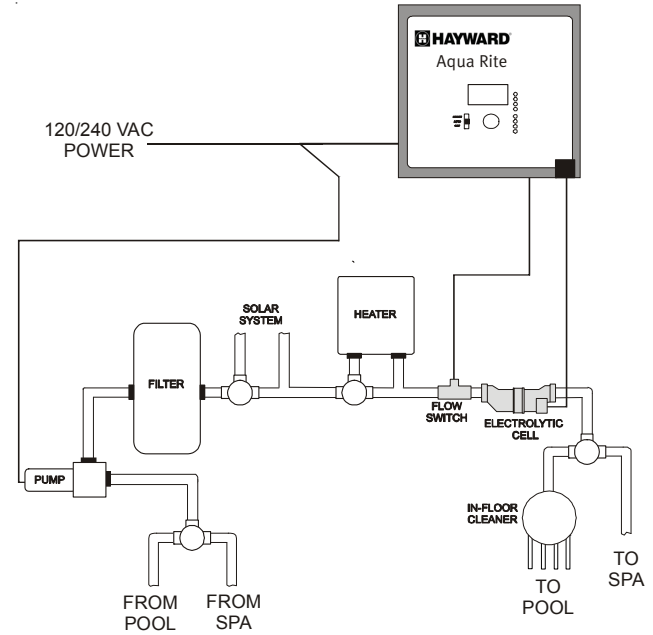 HAYWARD
Aqua Rite
120/240 VAC
POWER
SOLAR
SYSTEM
HEATER
FILTER
FLOW
SWITCH
ELECTROLYTIC
CELL
PUMP
IN-FLOOR
CLEANER
TO
SPA
TO
POOL
FROM
POOL
FROM
SPA